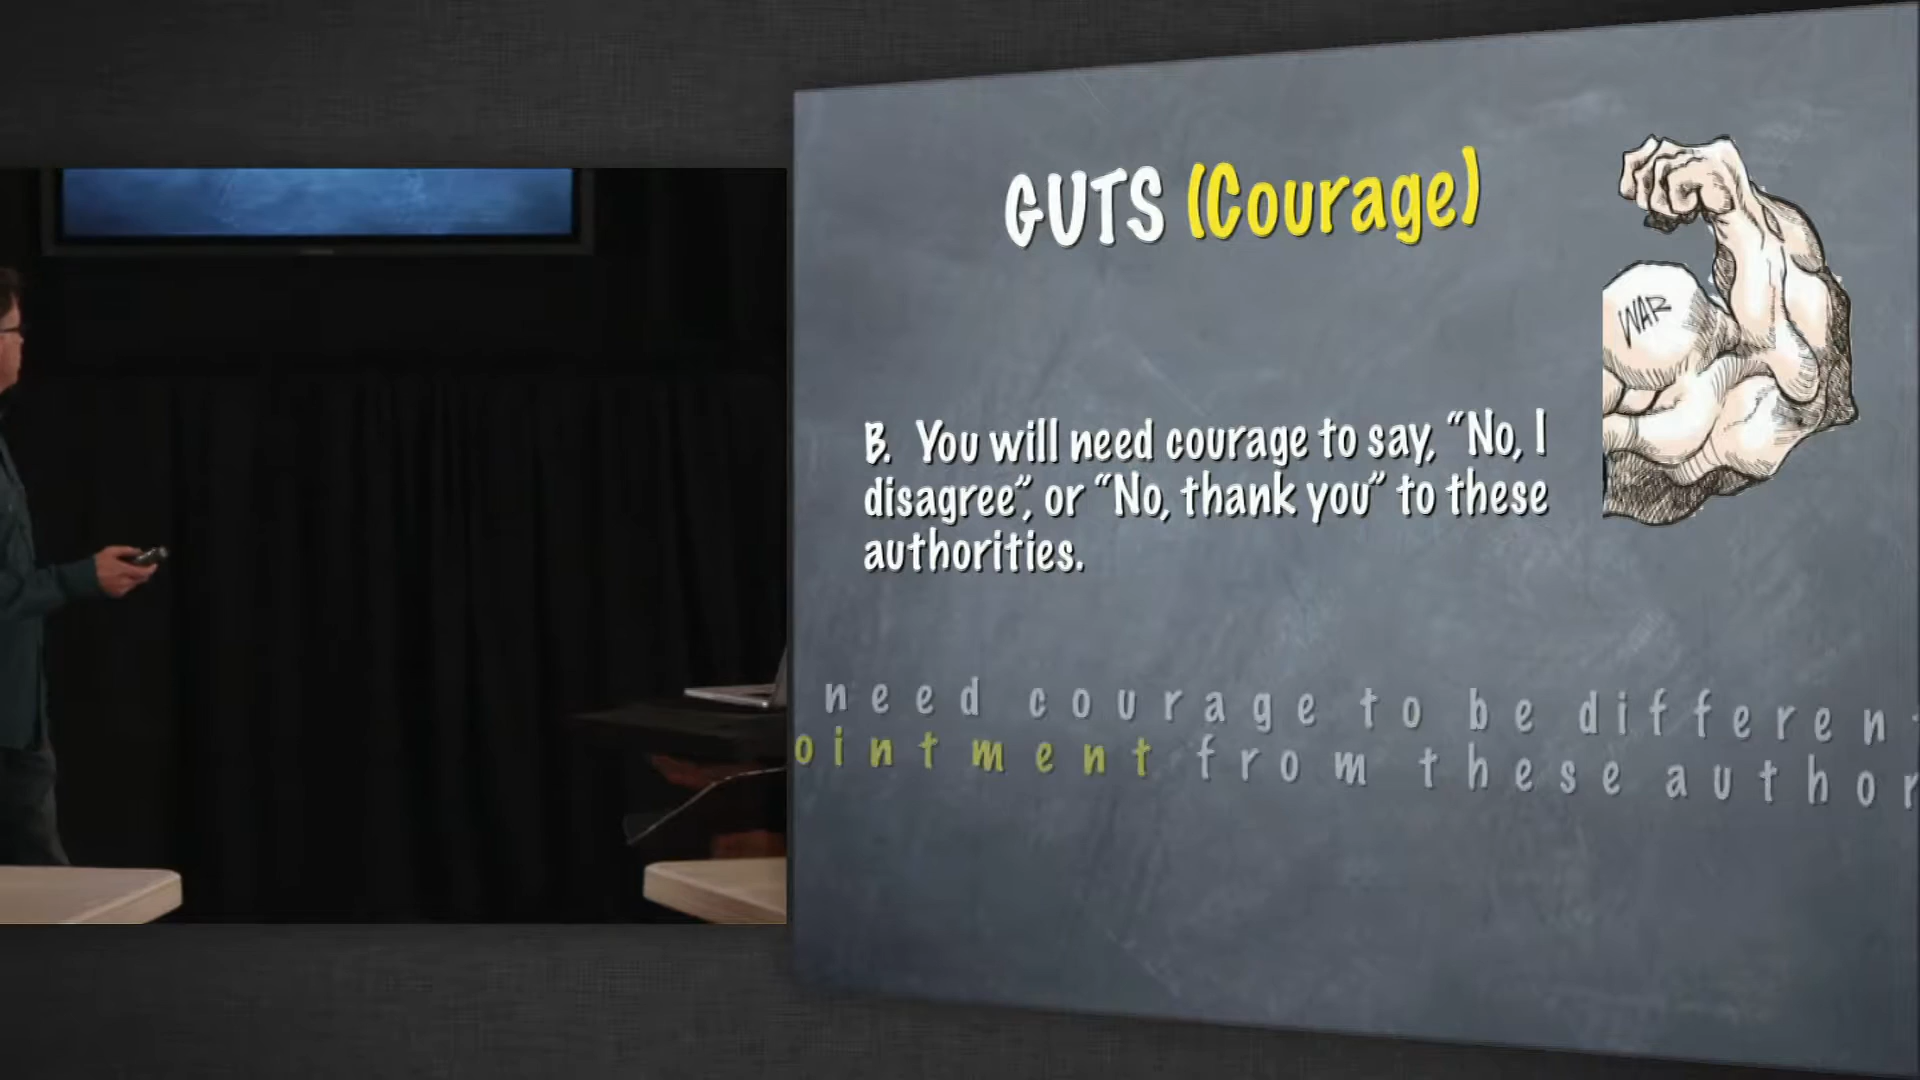 GUTS (Courage)
WAR
B. You will need courage to say, “No, I
disagree”, or “No, thank you” to these
authorities.
need courage to be different
ointment from these author